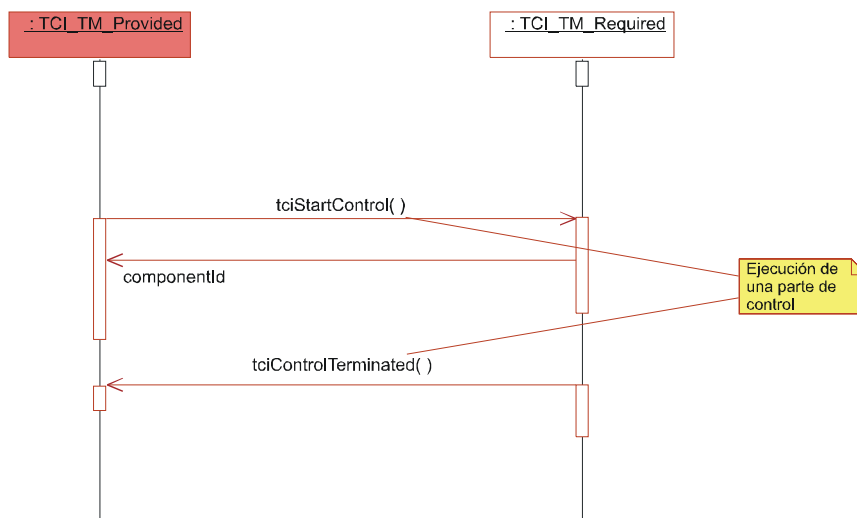 : TCI_TM_Provided
: TCI_TM_Required
tciStartControl( )
componentId
Ejecución de
una parte de
control
tciControlTerminated( )